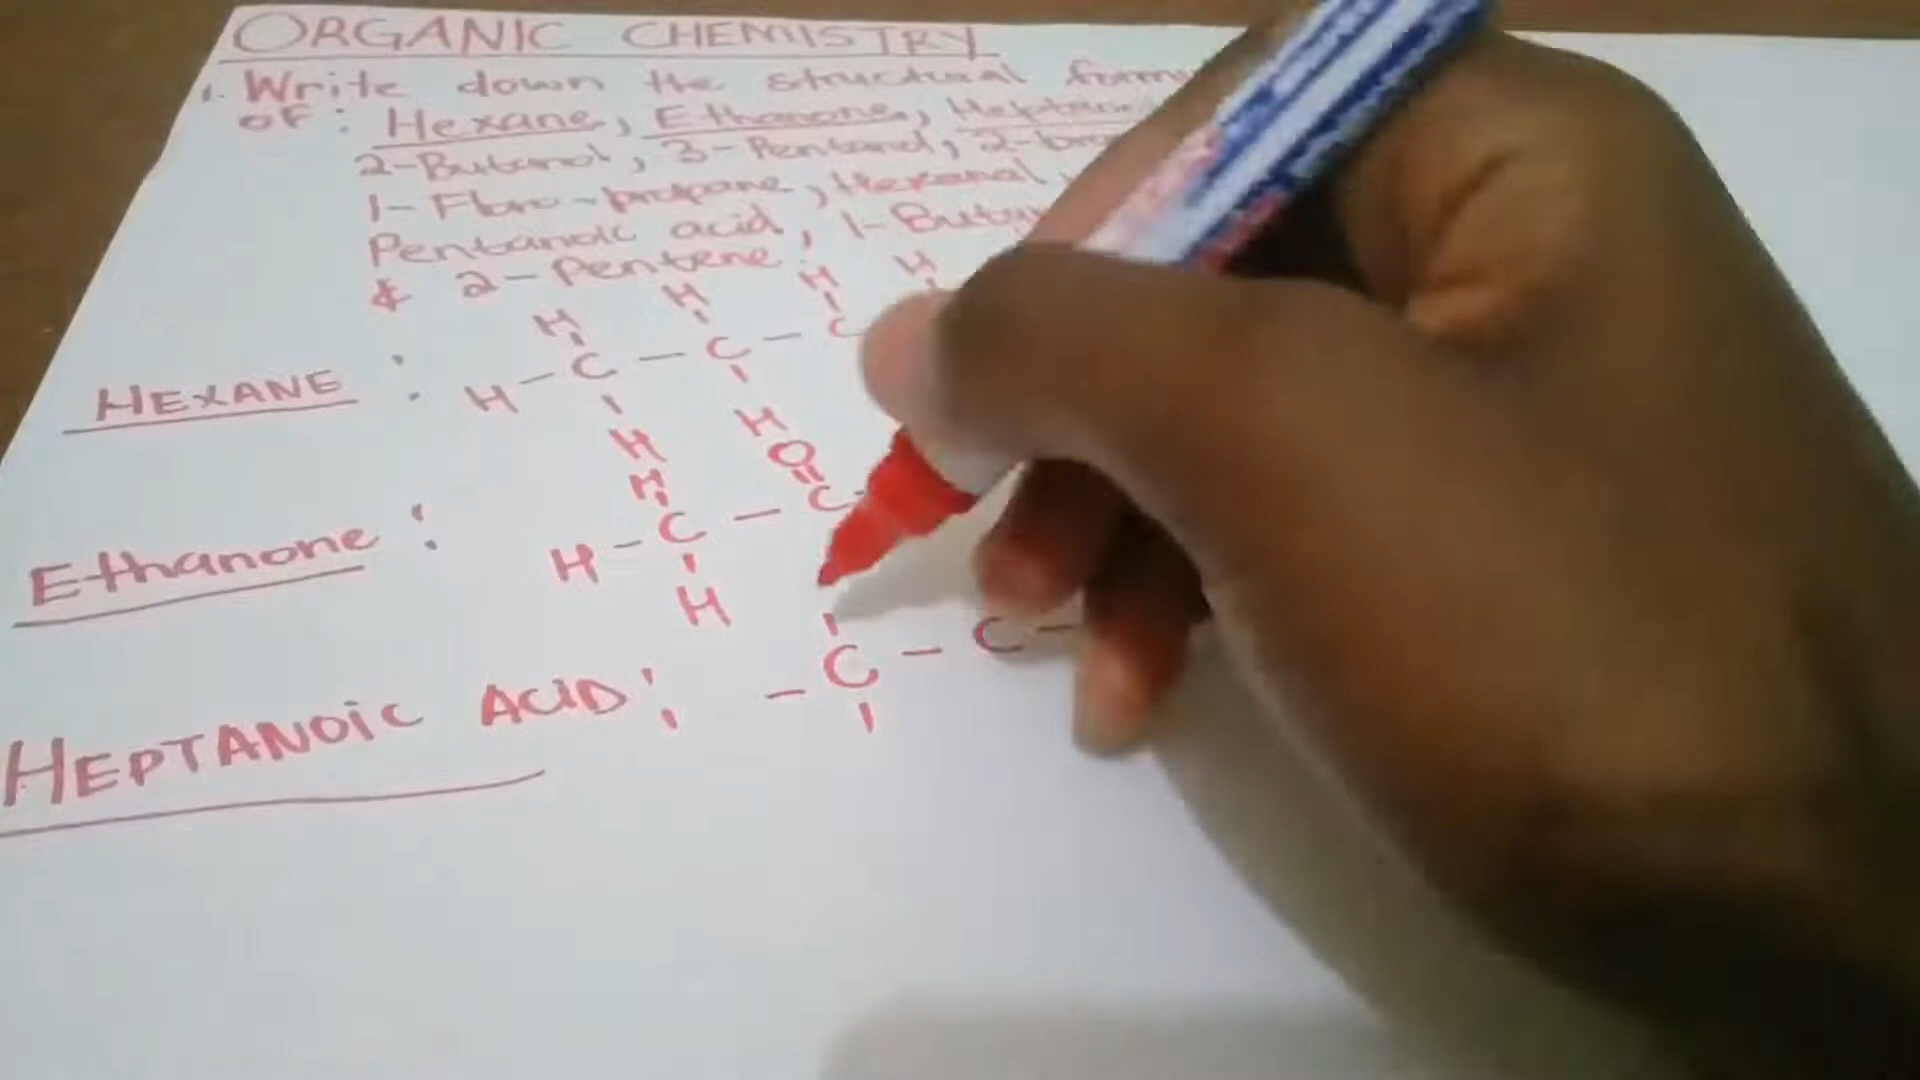 ORGANIC CHEMISTRY
1. Write down the structural
of: Hexane, Ethanone,
2-Butanol, 3-Pentanol,
1-Floro-propane, Hexanal,
Pentanoic acid, 1-
& 2-Pentene
H H H H
HEXANE: H-C-C-C
H H
H O
Ethanone: H-C-C
H
HEPTANOIC ACID: -C-C-